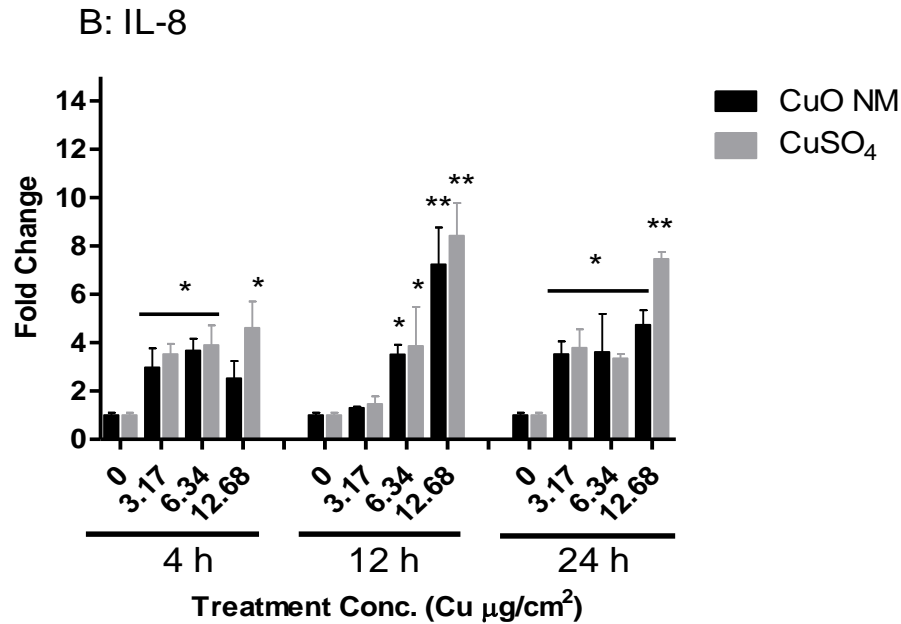 B: IL-8
14
12
10
8
6
4
2
0
Fold Change
CuO NM
CuSO₄
* * * * ** ** * **
0 3.17 6.34 12.68 0 3.17 6.34 12.68 0 3.17 6.34 12.68
4 h 12 h 24 h
Treatment Conc. (Cu μg/cm²)